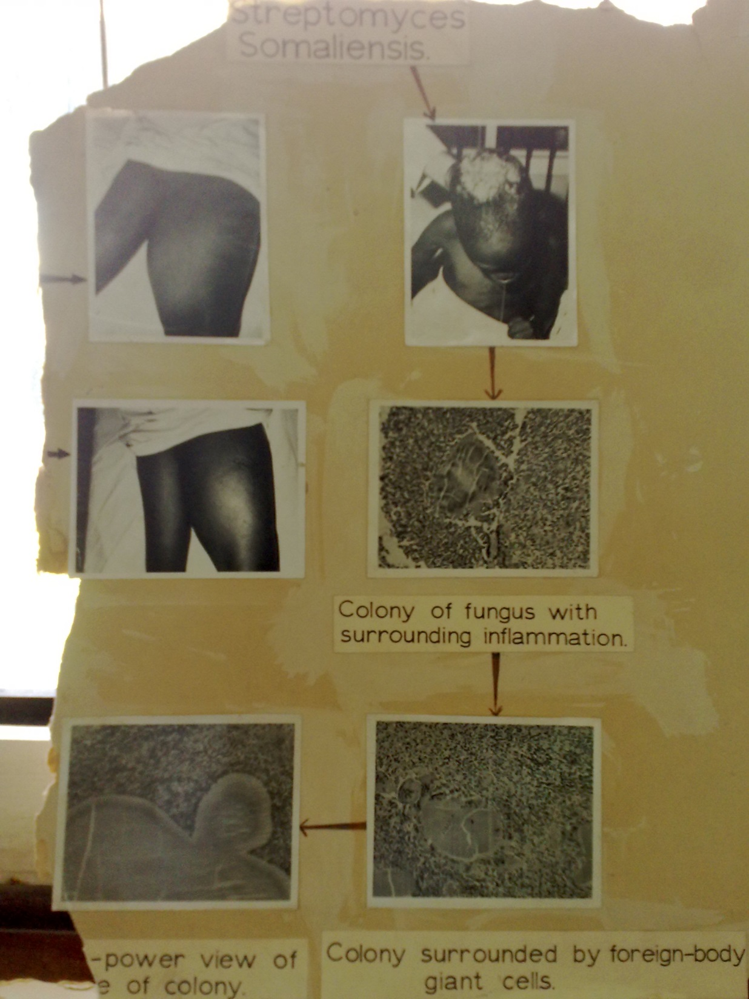 Streptomyces
Somaliensis.
Colony of fungus with
surrounding inflammation.
-power view of
e of colony.
Colony surrounded by foreign-body
giant cells.